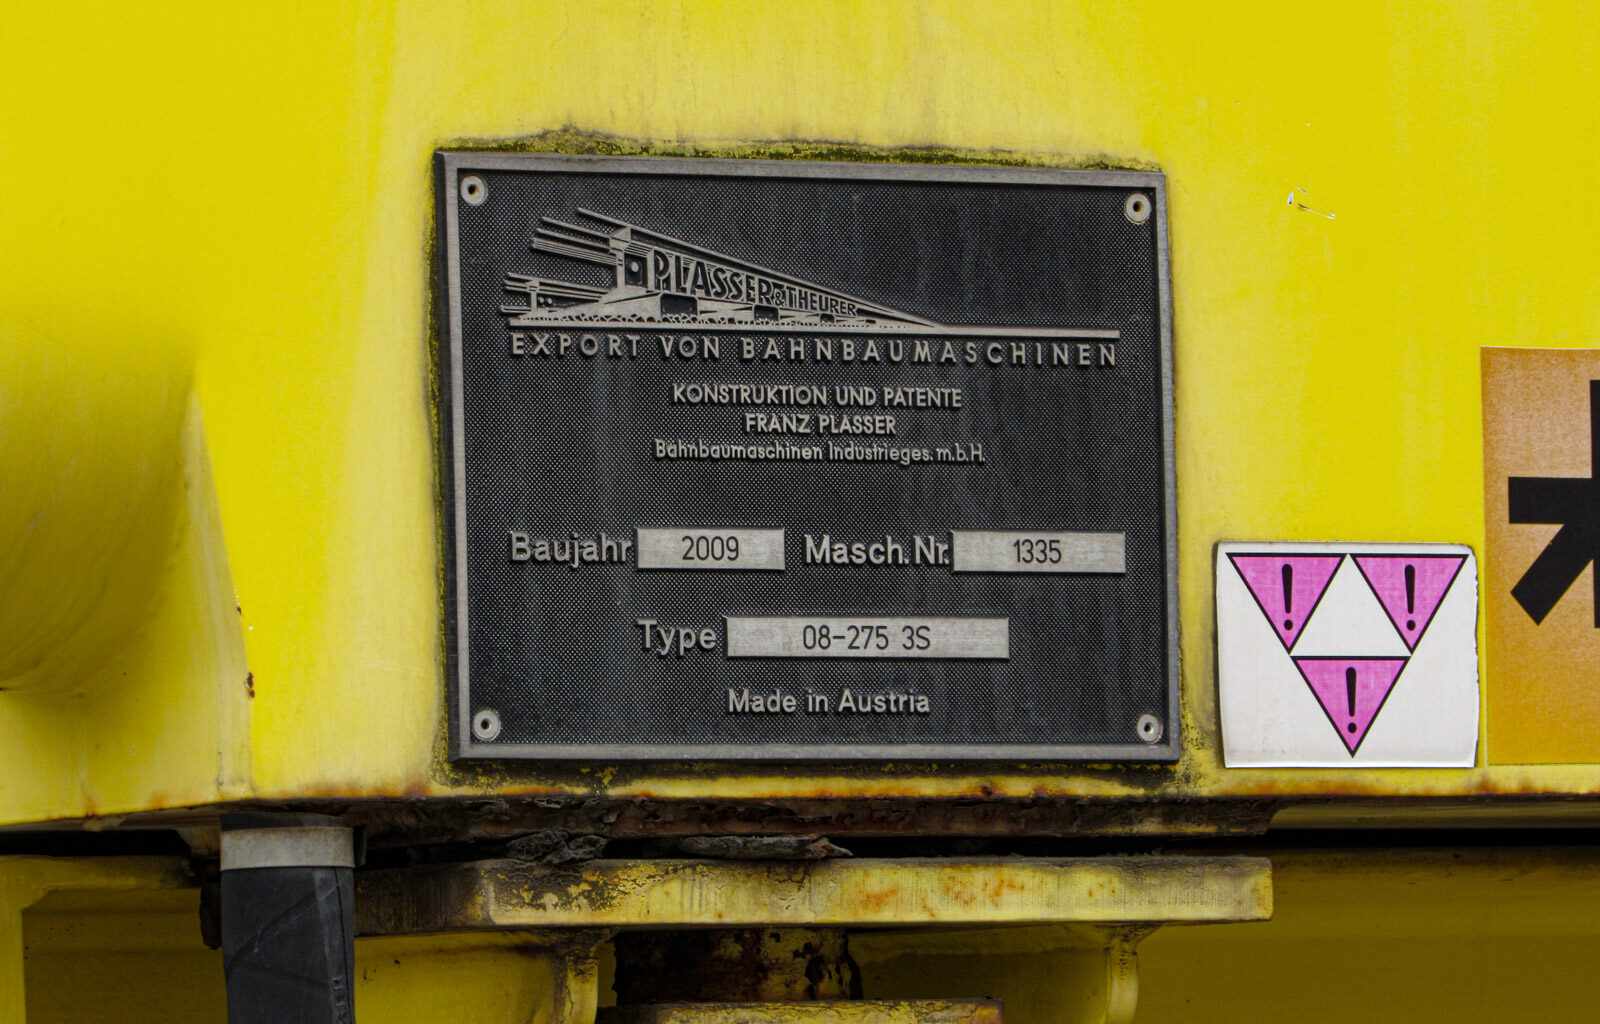 PLASSER & THEURER
EXPORT VON BAHNBAUMASCHINEN
KONSTRUKTION UND PATENTE
FRANZ PLASSER
Bahnbaumaschinen Industrieges. m.b.H.
Baujahr 2009 Masch. Nr. 1335
Type 08-275 3S
Made in Austria
! !
!